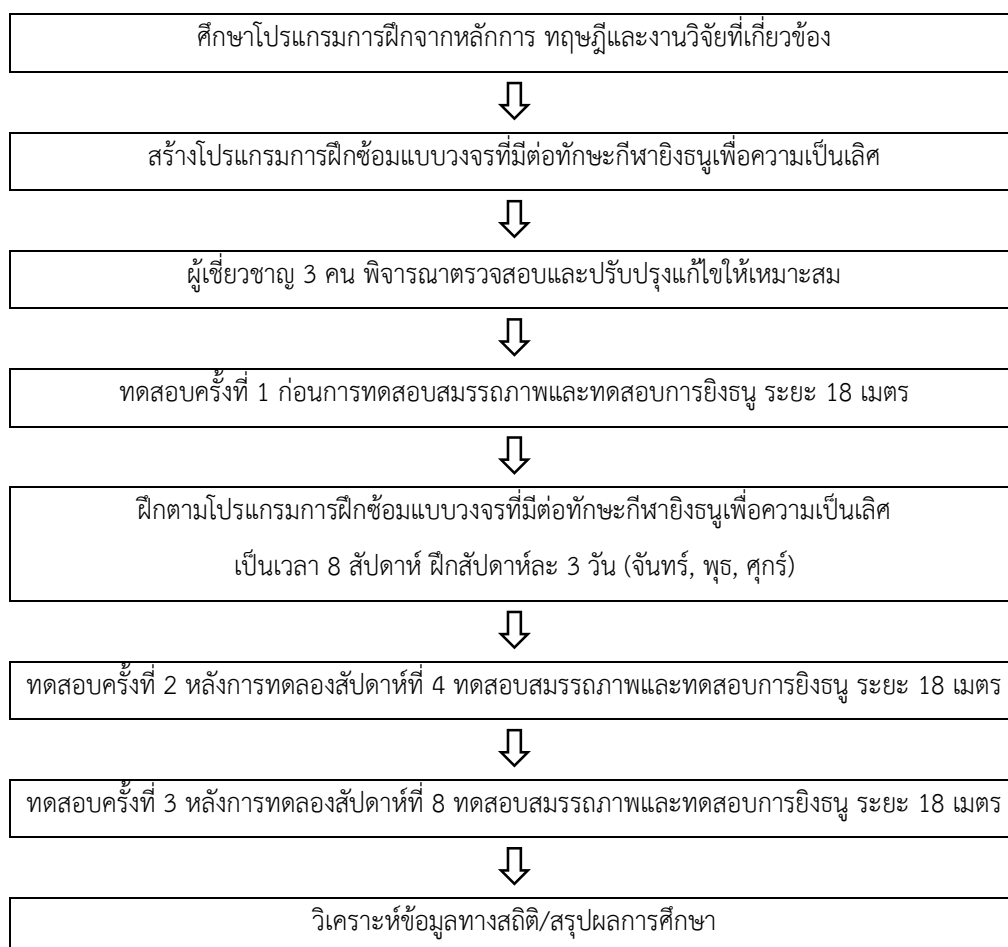 ศึกษาโปรแกรมการฝึกจากหลักการ ทฤษฎีและงานวิจัยที่เกี่ยวข้อง
สร้างโปรแกรมการฝึกซ้อมแบบวงจรที่มีต่อทักษะกีฬายิงธนูเพื่อความเป็นเลิศ
ผู้เชี่ยวชาญ 3 คน พิจารณาตรวจสอบและปรับปรุงแก้ไขให้เหมาะสม
ทดสอบครั้งที่ 1 ก่อนการทดสอบสมรรถภาพและทดสอบการยิงธนู ระยะ 18 เมตร
ฝึกตามโปรแกรมการฝึกซ้อมแบบวงจรที่มีต่อทักษะกีฬายิงธนูเพื่อความเป็นเลิศ
เป็นเวลา 8 สัปดาห์ ฝึกสัปดาห์ละ 3 วัน (จันทร์, พุธ, ศุกร์)
ทดสอบครั้งที่ 2 หลังการทดลองสัปดาห์ที่ 4 ทดสอบสมรรถภาพและทดสอบการยิงธนู ระยะ 18 เมตร
ทดสอบครั้งที่ 3 หลังการทดลองสัปดาห์ที่ 8 ทดสอบสมรรถภาพและทดสอบการยิงธนู ระยะ 18 เมตร
วิเคราะห์ข้อมูลทางสถิติ/สรุปผลการศึกษา